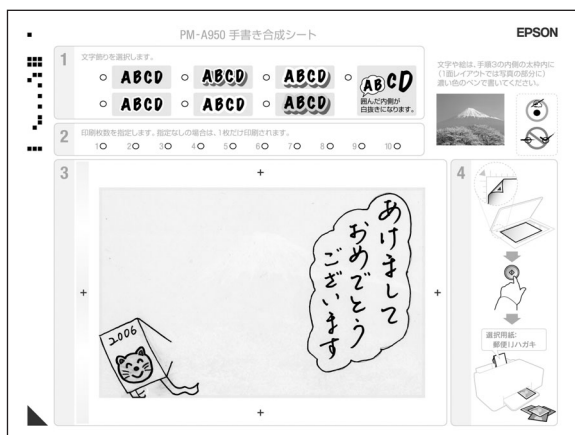 PM-A950 手書き合成シート
EPSON
1
文字飾りを選択します。
ABCD
ABCD
ABCD
ABCD
囲んだ内側が
白抜きになります。
ABCD
ABCD
ABCD
文字や絵は、手順3の内側の太枠内に
(1面レイアウトでは写真の部分に)
濃い色のペンで書いてください。
2
印刷枚数を指定します。指定なしの場合は、1枚だけ印刷されます。
1 2 3 4 5 6 7 8 9 10
3
あけまして
おめでとう
ございます
2006
4
選択用紙:
郵便IJハガキ